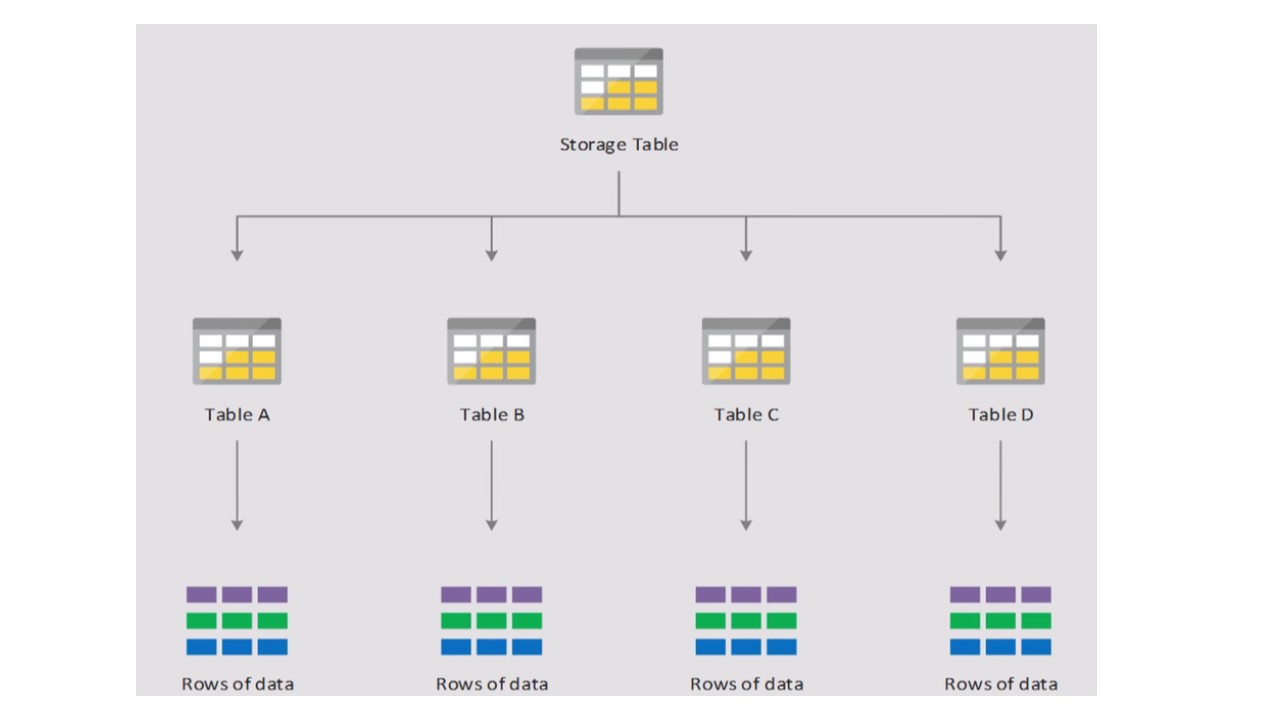 Storage Table
Table A
Table B
Table C
Table D
Rows of data
Rows of data
Rows of data
Rows of data